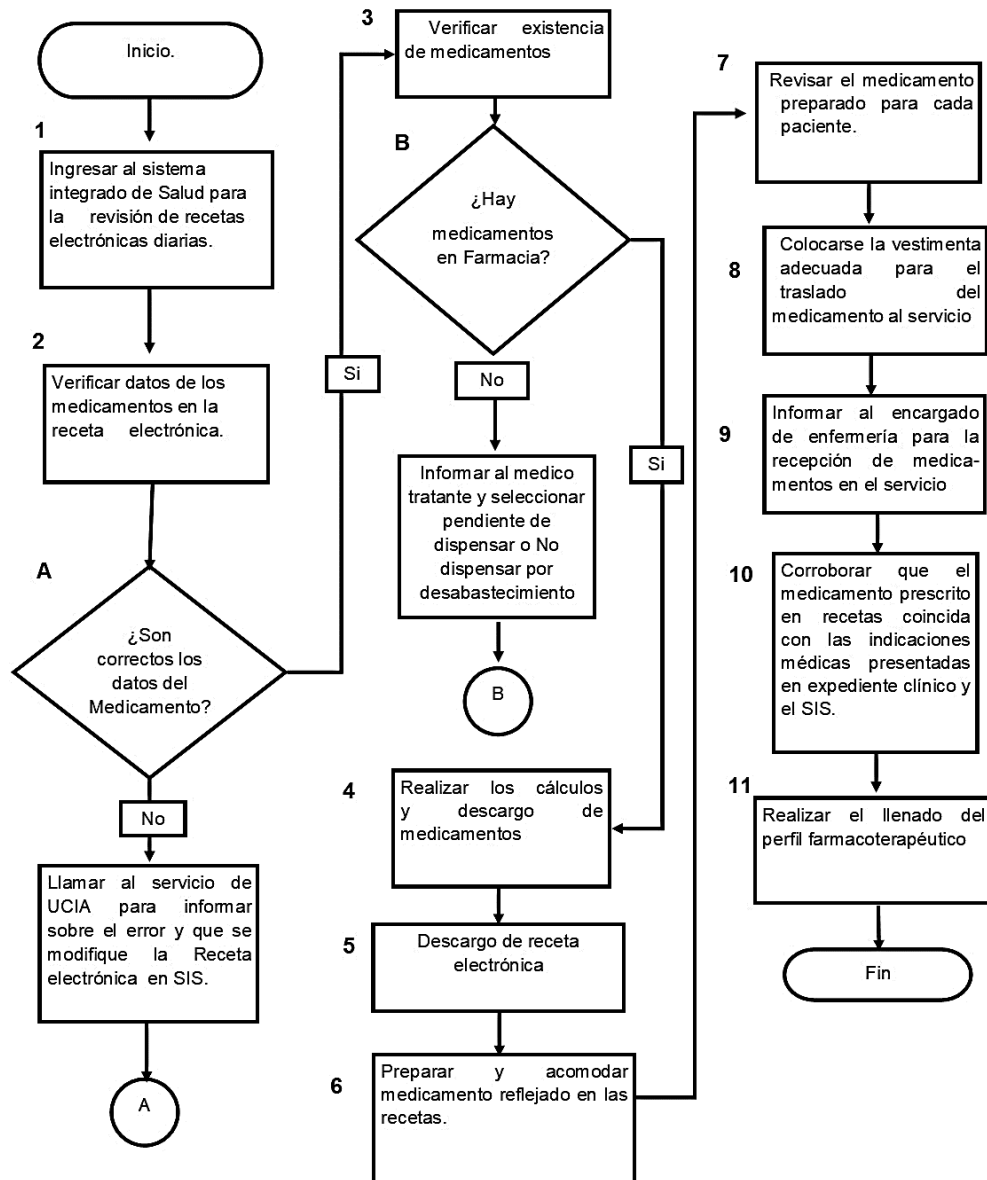 Inicio.
1
Ingresar al sistema
integrado de Salud para
la revisión de recetas
electrónicas diarias.
2
Verificar datos de los
medicamentos en la
receta electrónica.
A
¿Son
correctos los
datos del
Medicamento?
Si
No
Llamar al servicio de
UCIA para informar
sobre el error y que se
modifique la Receta
electrónica en SIS.
A
3
Verificar existencia
de medicamentos
B
¿Hay
medicamentos
en Farmacia?
No
Si
Informar al medico
tratante y seleccionar
pendiente de
dispensar o No
dispensar por
desabastecimiento
B
4
Realizar los cálculos
y descargo de
medicamentos
5
Descargo de receta
electrónica
6
Preparar y acomodar
medicamento reflejado en las
recetas.
7
Revisar el medicamento
preparado para cada
paciente.
8
Colocarse la vestimenta
adecuada para el
traslado del
medicamento al servicio
9
Informar al encargado
de enfermería para la
recepción de medica-
mentos en el servicio
10
Corroborar que el
medicamento prescrito
en recetas coincida
con las indicaciones
médicas presentadas
en expediente clínico y
el SIS.
11
Realizar el llenado del
perfil farmacoterapéutico
Fin